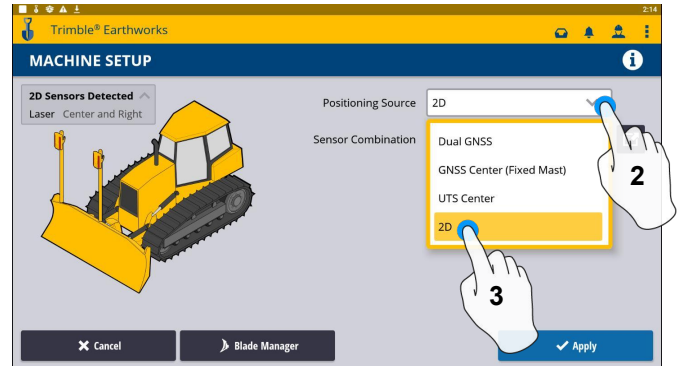 2:14
Trimble® Earthworks
MACHINE SETUP
2D Sensors Detected
Laser Center and Right
Positioning Source 2D
Sensor Combination
Dual GNSS
GNSS Center (Fixed Mast)
UTS Center
2D
2
3
Cancel
Blade Manager
Apply